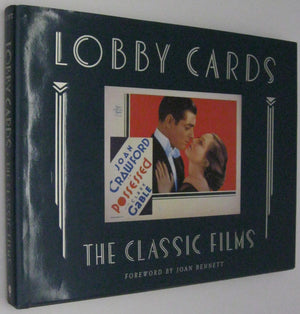 LOBBY CARDS
JOAN
CRAWFORD
POSSESSED
CLARK
GABLE
THE CLASSIC FILMS
FOREWORD BY JOAN BENNETT
LOBBY CARDS: THE CLASSIC FILMS